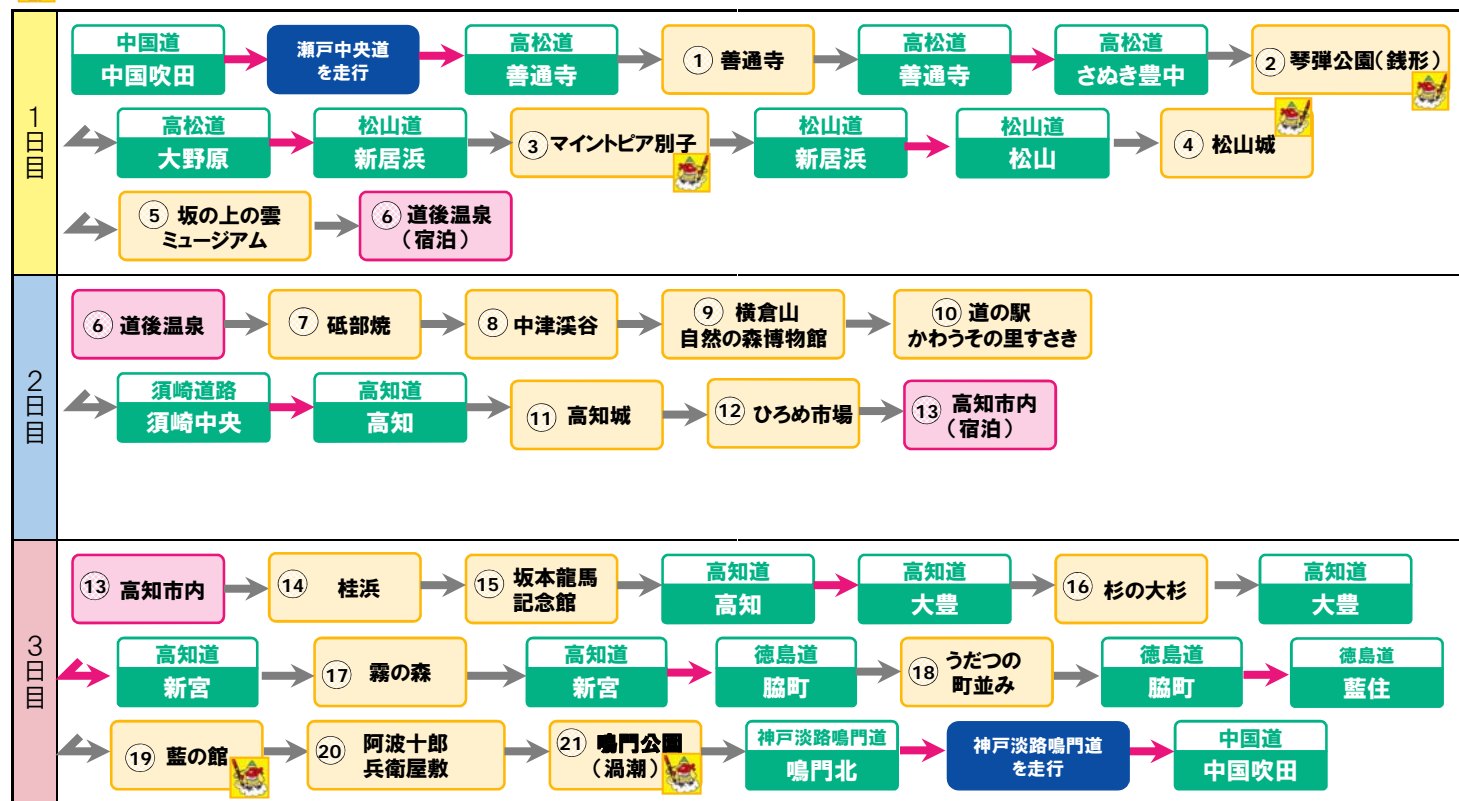 1日目
中国道
中国吹田
瀬戸中央道
を走行
高松道
善通寺
1 善通寺
高松道
善通寺
高松道
さぬき豊中
2 琴弾公園(銭形)
高松道
大野原
松山道
新居浜
3 マイントピア別子
松山道
新居浜
松山道
松山
4 松山城
5 坂の上の雲
ミュージアム
6 道後温泉
(宿泊)
2日目
6 道後温泉
7 砥部焼
8 中津渓谷
9 横倉山
自然の森博物館
10 道の駅
かわうその里すさき
須崎道路
須崎中央
高知道
高知
11 高知城
12 ひろめ市場
13 高知市内
(宿泊)
3日目
13 高知市内
14 桂浜
15 坂本龍馬
記念館
高知道
高知
高知道
大豊
16 杉の大杉
高知道
大豊
高知道
新宮
17 霧の森
高知道
新宮
徳島道
脇町
18 うだつの
町並み
徳島道
脇町
徳島道
藍住
19 藍の館
20 阿波十郎
兵衛屋敷
21 鳴門公園
(渦潮)
神戸淡路鳴門道
鳴門北
神戸淡路鳴門道
を走行
中国道
中国吹田